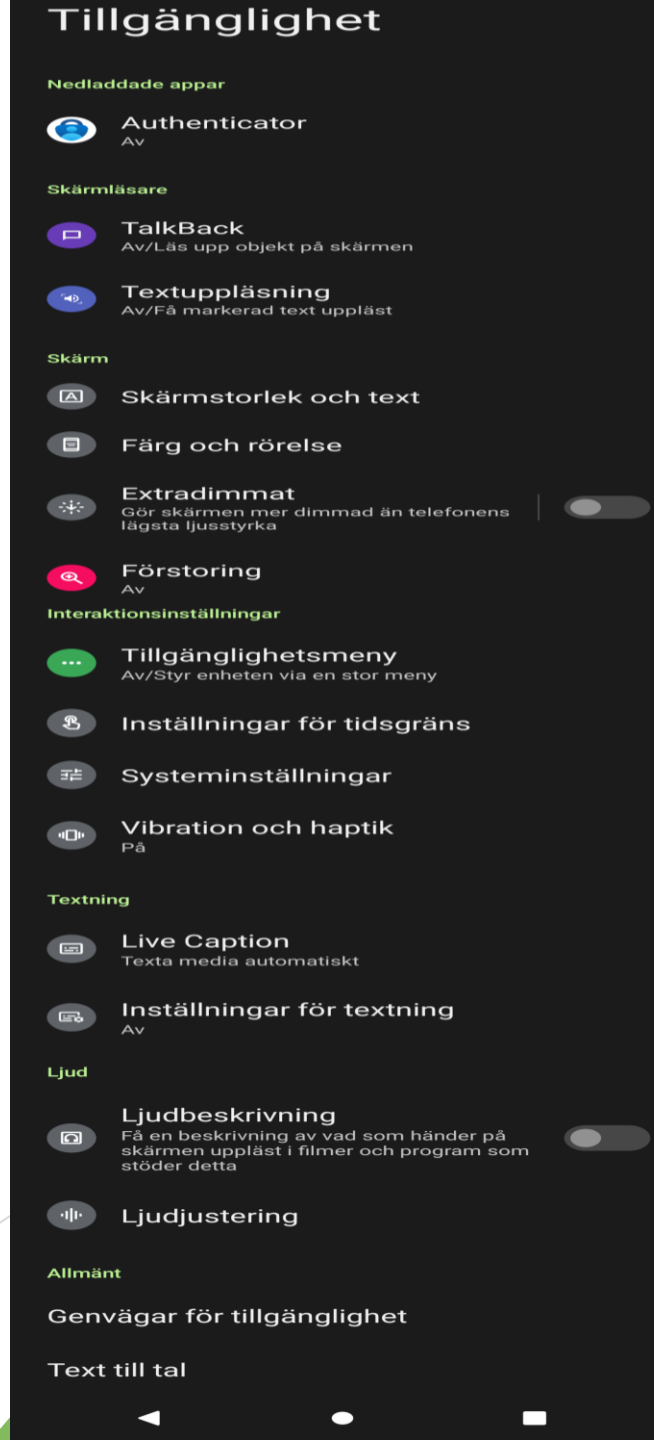 Tillgänglighet
Nedladdade appar
Authenticator
Av
Skärmläsare
TalkBack
Av/Läs upp objekt på skärmen
Textuppläsning
Av/Få markerad text uppläst
Skärm
Skärmstorlek och text
Färg och rörelse
Extradimmat
Gör skärmen mer dimmad än telefonens
lägsta ljusstyrka
Förstoring
Av
Interaktionsinställningar
Tillgänglighetsmeny
Av/Styr enheten via en stor meny
Inställningar för tidsgräns
Systeminställningar
Vibration och haptik
På
Textning
Live Caption
Texta media automatiskt
Inställningar för textning
Av
Ljud
Ljudbeskrivning
Få en beskrivning av vad som händer på
skärmen uppläst i filmer och program som
stöder detta
Ljudjustering
Allmänt
Genvägar för tillgänglighet
Text till tal